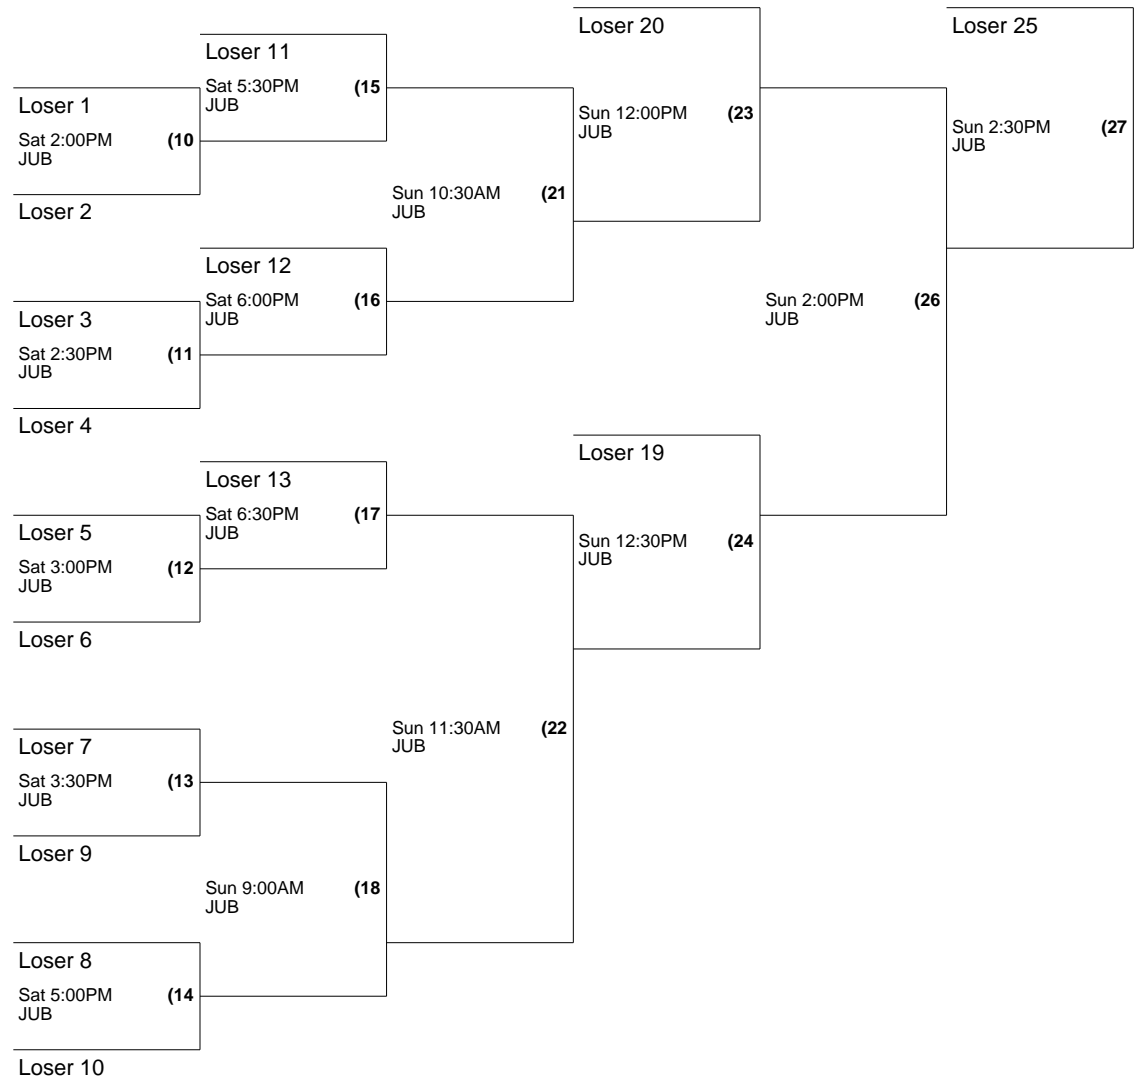 Loser 20
Loser 25
Loser 11
Sat 5:30PM (15
JUB
Loser 1
Sat 2:00PM (10
JUB
Loser 2
Sun 12:00PM (23
JUB
Sun 2:30PM (27
JUB
Sun 10:30AM (21
JUB
Loser 12
Sat 6:00PM (16
JUB
Loser 3
Sat 2:30PM (11
JUB
Loser 4
Sun 2:00PM (26
JUB
Loser 19
Loser 13
Sat 6:30PM (17
JUB
Loser 5
Sat 3:00PM (12
JUB
Loser 6
Sun 12:30PM (24
JUB
Loser 7
Sat 3:30PM (13
JUB
Loser 9
Sun 11:30AM (22
JUB
Sun 9:00AM (18
JUB
Loser 8
Sat 5:00PM (14
JUB
Loser 10